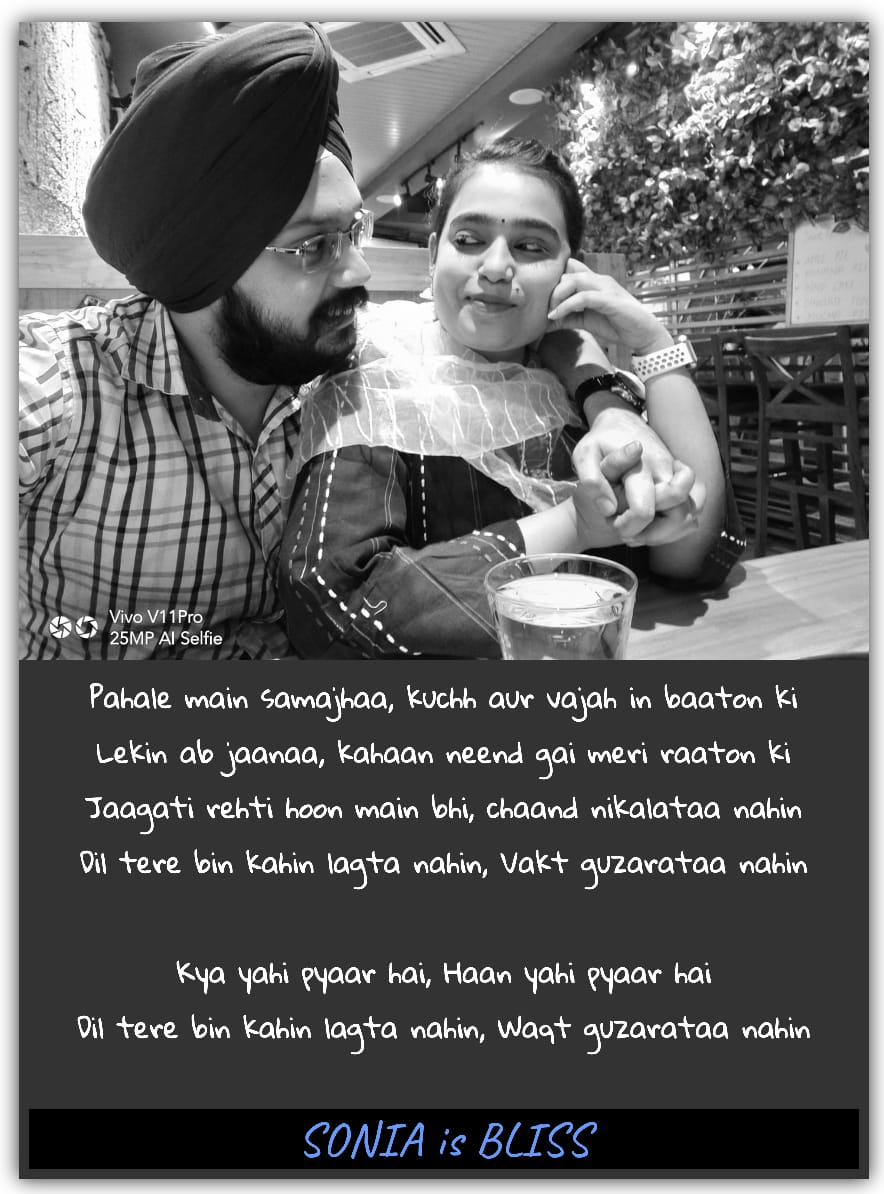 Vivo V11Pro
25MP AI Selfie
Pahale main samajhaa, kuchh aur vajah in baaton ki
Lekin ab jaanaa, kahaan neend gai meri raaton ki
Jaagati rehti hoon main bhi, chaand nikalataa nahin
Dil tere bin kahin lagta nahin, Vakt guzarataa nahin
Kya yahi pyaar hai, Haan yahi pyaar hai
Dil tere bin kahin lagta nahin, Waqt guzarataa nahin
SONIA is BLISS